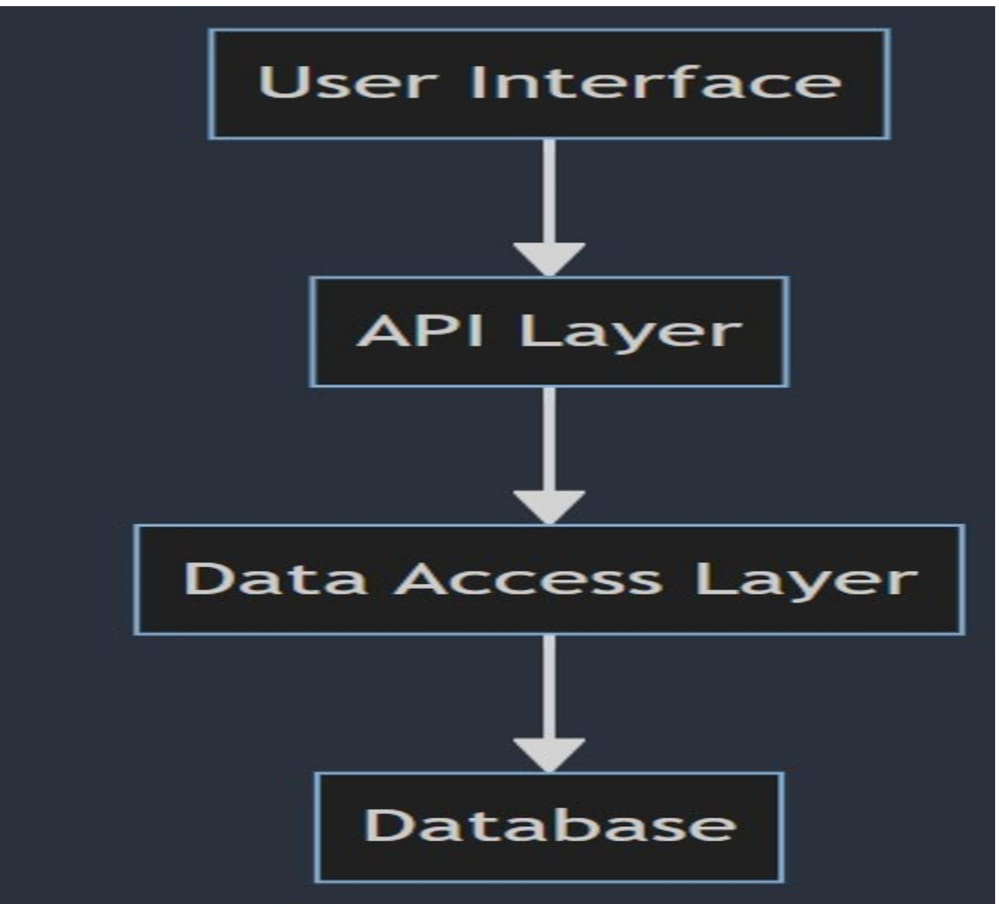 User Interface
API Layer
Data Access Layer
Database